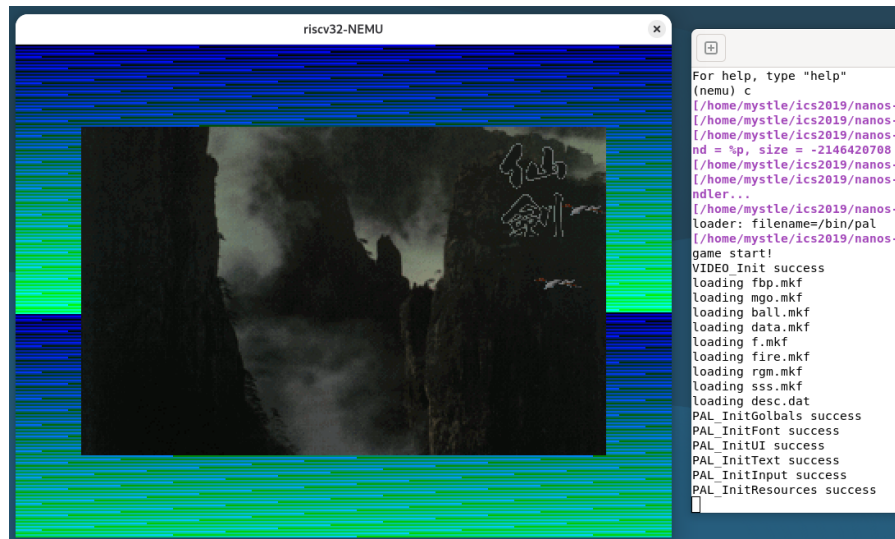 riscv32-NEMU
仙
剑
For help, type "help"
(nemu) c
[/home/mystle/ics2019/nanos-
[/home/mystle/ics2019/nanos-
[/home/mystle/ics2019/nanos-
nd = %p, size = -2146420708
[/home/mystle/ics2019/nanos-
[/home/mystle/ics2019/nanos-
ndler...
[/home/mystle/ics2019/nanos-
loader: filename=/bin/pal
[/home/mystle/ics2019/nanos-
game start!
VIDEO_Init success
loading fbp.mkf
loading mgo.mkf
loading ball.mkf
loading data.mkf
loading f.mkf
loading fire.mkf
loading rgm.mkf
loading sss.mkf
loading desc.dat
PAL_InitGolbals success
PAL_InitFont success
PAL_InitUI success
PAL_InitText success
PAL_InitInput success
PAL_InitResources success